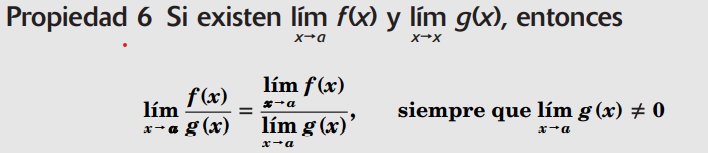 Propiedad 6 Si existen lím f(x) y lím g(x), entonces
x→a x→x
lím f(x)/g(x) = lím f(x)/lím g(x), siempre que lím g(x) ≠ 0
x→a x→a x→a x→a